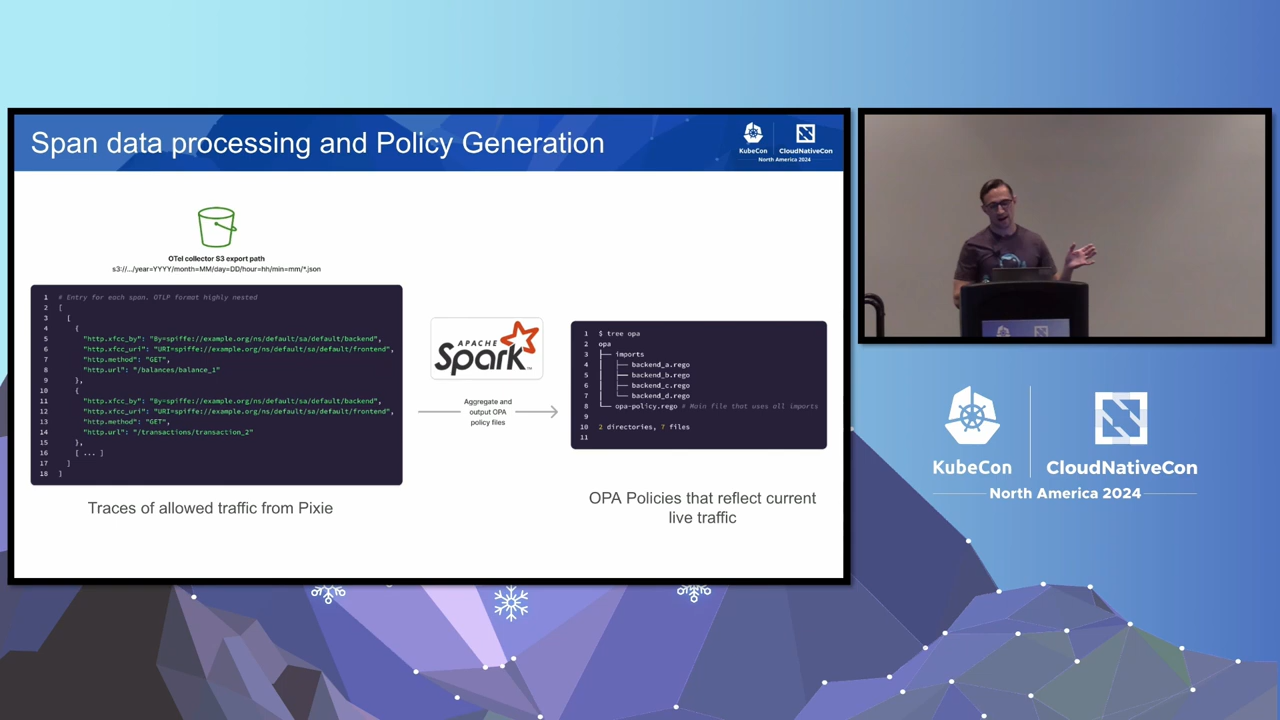 Span data processing and Policy Generation
KubeCon
CloudNativeCon
North America 2024
OTel collector S3 export path
s3://.../year=YYYY/month=MM/day=DD/hour=hh/min=mm/*.json
1 # Entry for each span. OTLP format highly nested
2 [
3 [
4 {
5 "http.xfcc_by": "By=spiffe://example.org/ns/default/sa/default/backend",
6 "http.xfcc_uri": "URI=spiffe://example.org/ns/default/sa/default/frontend",
7 "http.method": "GET",
8 "http.url": "/balances/balance_1"
9 },
10 {
11 "http.xfcc_by": "By=spiffe://example.org/ns/default/sa/default/backend",
12 "http.xfcc_uri": "URI=spiffe://example.org/ns/default/sa/default/frontend",
13 "http.method": "GET",
14 "http.url": "/transactions/transaction_2"
15 },
16 [ ... ]
17 ]
18 ]
Traces of allowed traffic from Pixie
APACHE
Spark™
Aggregate and
output OPA
policy files
1 $ tree opa
2 opa
3 ├── imports
4 │ ├── backend_a.rego
5 │ ├── backend_b.rego
6 │ ├── backend_c.rego
7 │ └── backend_d.rego
8 └── opa-policy.rego # Main file that uses all imports
9
10 2 directories, 7 files
11
OPA Policies that reflect current
live traffic
KubeCon
CloudNativeCon
North America 2024